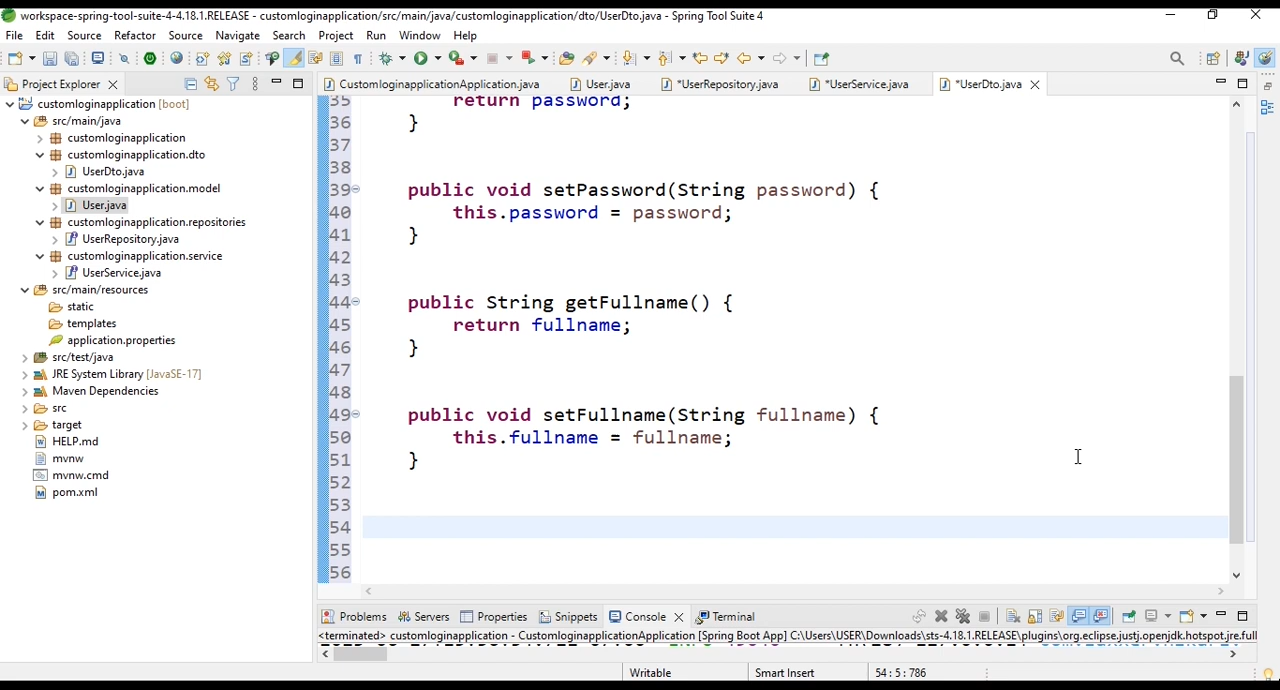 workspace-spring-tool-suite-4-4.18.1.RELEASE - customloginapplication/src/main/java/customloginapplication/dto/UserDto.java - Spring Tool Suite 4
File Edit Source Refactor Source Navigate Search Project Run Window Help
Project Explorer
CustomloginapplicationApplication.java User.java *UserRepository.java *UserService.java *UserDto.java
customloginapplication [boot]
src/main/java
customloginapplication
customloginapplication.dto
UserDto.java
customloginapplication.model
User.java
customloginapplication.repositories
UserRepository.java
customloginapplication.service
UserService.java
src/main/resources
static
templates
application.properties
src/test/java
JRE System Library [JavaSE-17]
Maven Dependencies
src
target
HELP.md
mvnw
mvnw.cmd
pom.xml
35 return password;
36 }
37
38
39 public void setPassword(String password) {
40 this.password = password;
41 }
42
43
44 public String getFullname() {
45 return fullname;
46 }
47
48
49 public void setFullname(String fullname) {
50 this.fullname = fullname;
51 }
52
53
54
55
56
Problems Servers Properties Snippets Console Terminal
<terminated> customloginapplication - CustomloginapplicationApplication [Spring Boot App] C:\Users\USER\Downloads\sts-4.18.1.RELEASE\plugins\org.eclipse.justj.openjdk.hotspot.jre.full
Writable Smart Insert 54 : 5 : 786